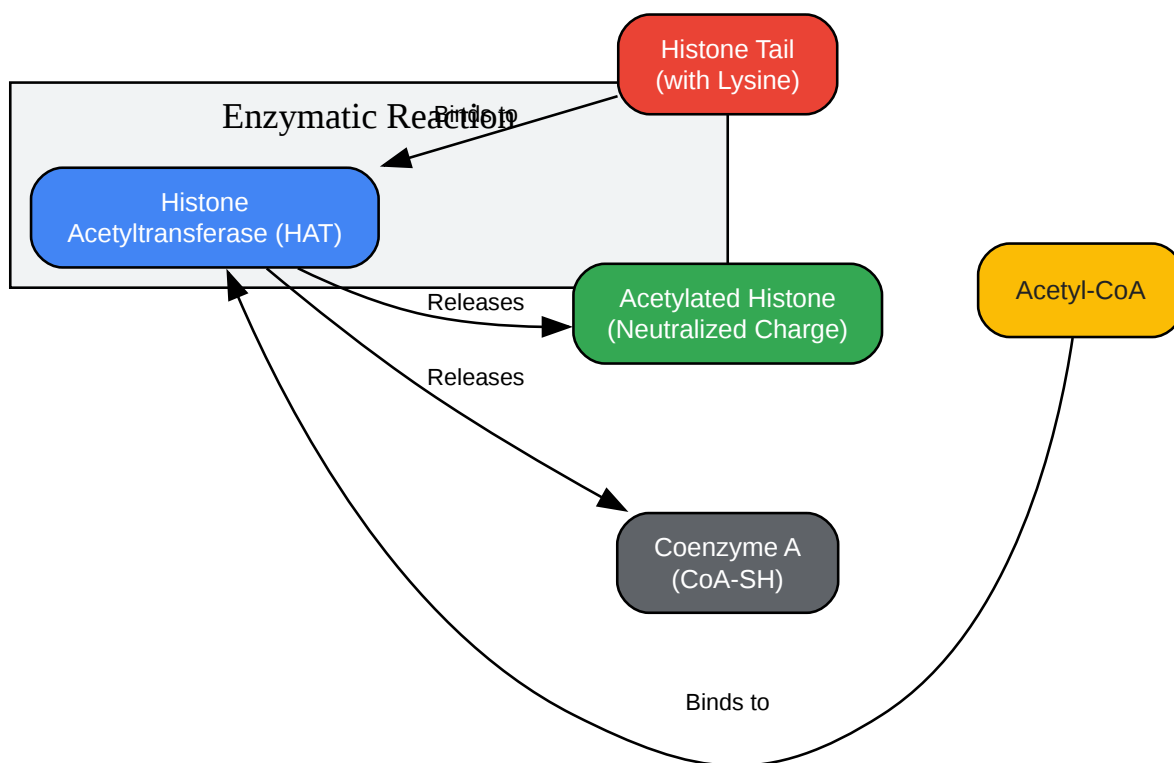 Histone Tail
(with Lysine)
Enzymatic Reaction
Binds to
Histone
Acetyltransferase (HAT)
Releases
Acetylated Histone
(Neutralized Charge)
Acetyl-CoA
Releases
Coenzyme A
(CoA-SH)
Binds to